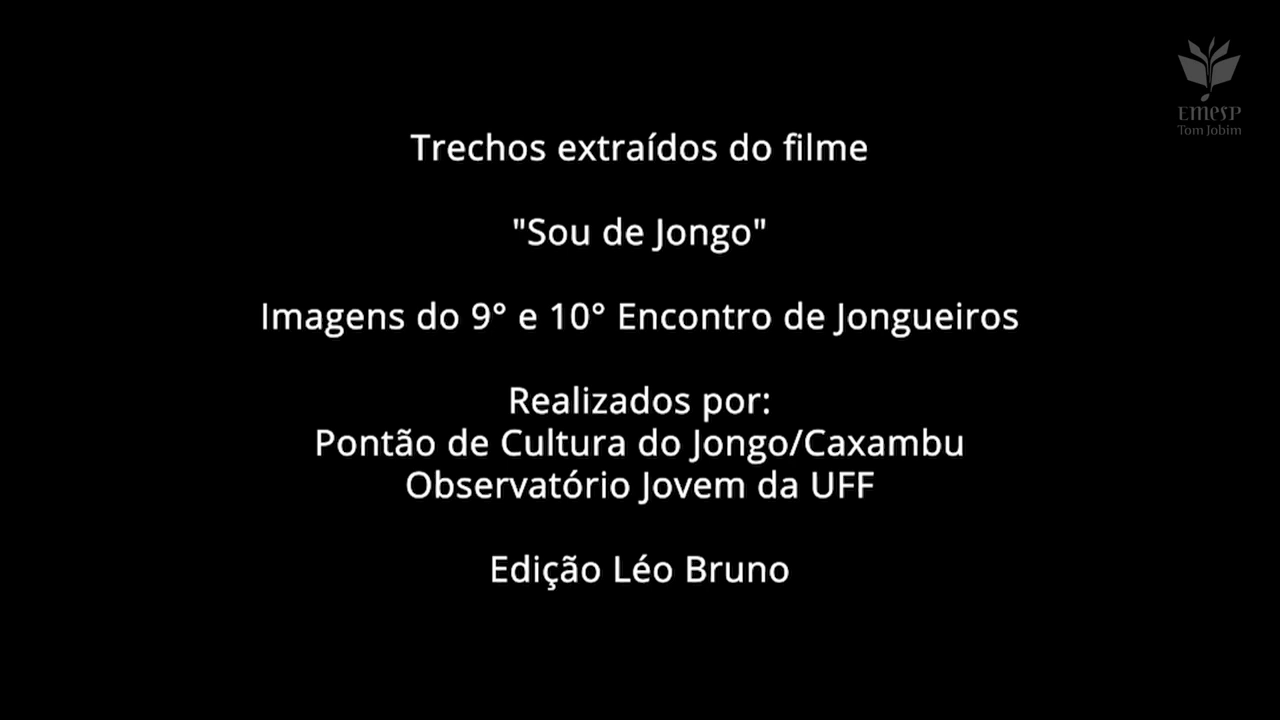 EMESP
Tom Jobim
Trechos extraídos do filme
"Sou de Jongo"
Imagens do 9° e 10° Encontro de Jongueiros
Realizados por:
Pontão de Cultura do Jongo/Caxambu
Observatório Jovem da UFF
Edição Léo Bruno